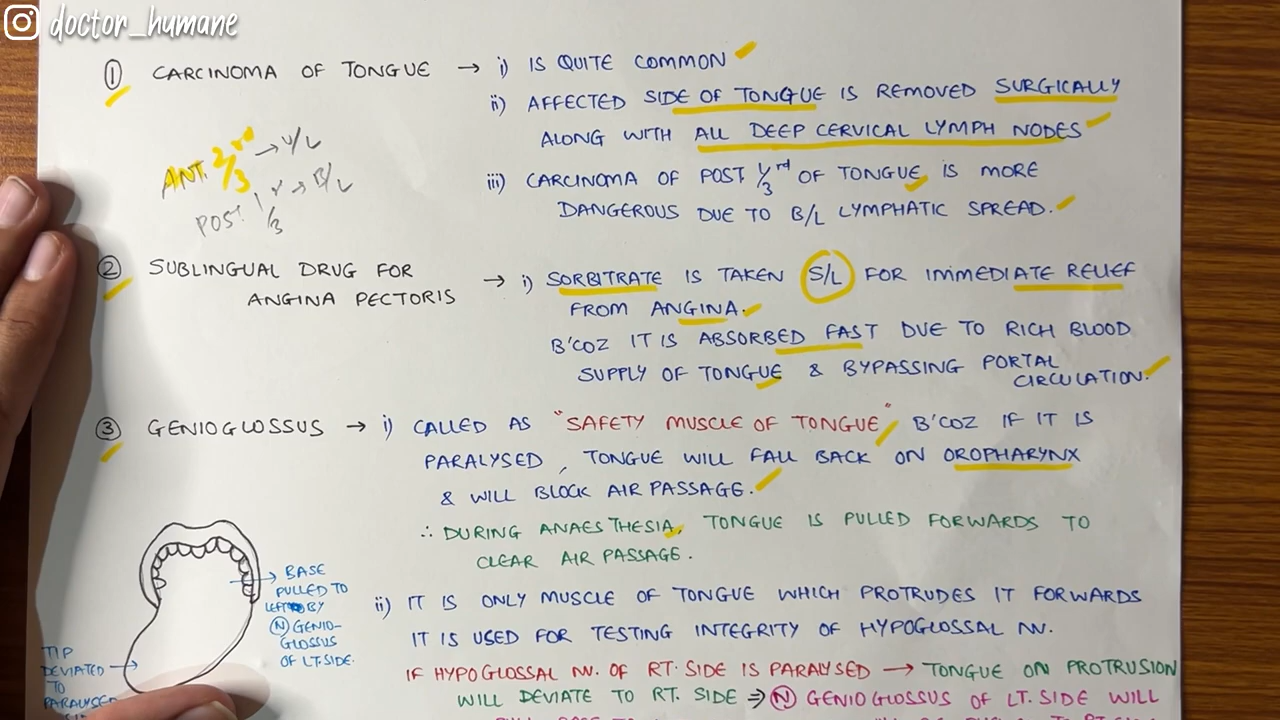 doctor_humane
① CARCINOMA OF TONGUE → i) IS QUITE COMMON
ii) AFFECTED SIDE OF TONGUE IS REMOVED SURGICALLY
ALONG WITH ALL DEEP CERVICAL LYMPH NODES
ANT. 2/3 rd → U/L
POST. 1/3 r → B/L
iii) CARCINOMA OF POST 1/3 rd OF TONGUE IS MORE
DANGEROUS DUE TO B/L LYMPHATIC SPREAD.
② SUBLINGUAL DRUG FOR
ANGINA PECTORIS
→ i) SORBITRATE IS TAKEN S/L FOR IMMEDIATE RELIEF
FROM ANGINA.
B'COZ IT IS ABSORBED FAST DUE TO RICH BLOOD
SUPPLY OF TONGUE & BYPASSING PORTAL
CIRCULATION.
③ GENIOGLOSSUS → i) CALLED AS "SAFETY MUSCLE OF TONGUE" B'COZ IF IT IS
PARALYSED, TONGUE WILL FALL BACK ON OROPHARYNX
& WILL BLOCK AIR PASSAGE.
∴ DURING ANAESTHESIA, TONGUE IS PULLED FORWARDS TO
CLEAR AIR PASSAGE.
→ BASE
PULLED TO
LEFT BY
Ⓝ GENIO-
GLOSSUS
OF LT. SIDE.
TIP
DEVIATED →
TO
PARALYSED
ii) IT IS ONLY MUSCLE OF TONGUE WHICH PROTRUDES IT FORWARDS
IT IS USED FOR TESTING INTEGRITY OF HYPOGLOSSAL NV.
IF HYPOGLOSSAL NV. OF RT. SIDE IS PARALYSED → TONGUE ON PROTRUSION
WILL DEVIATE TO RT. SIDE ⇒ Ⓝ GENIOGLOSSUS OF LT. SIDE WILL